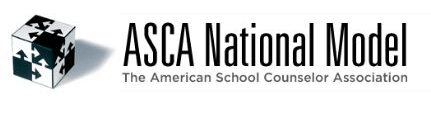 ASCA National Model
The American School Counselor Association